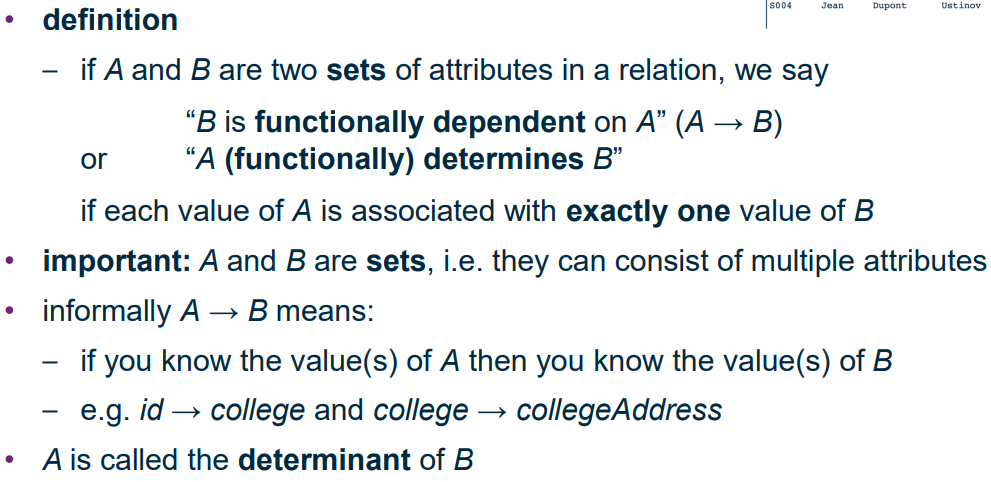 S004 Jean Dupont Ustinov
• definition
– if A and B are two sets of attributes in a relation, we say
“B is functionally dependent on A” (A → B)
or “A (functionally) determines B”
if each value of A is associated with exactly one value of B
• important: A and B are sets, i.e. they can consist of multiple attributes
• informally A → B means:
– if you know the value(s) of A then you know the value(s) of B
– e.g. id → college and college → collegeAddress
• A is called the determinant of B